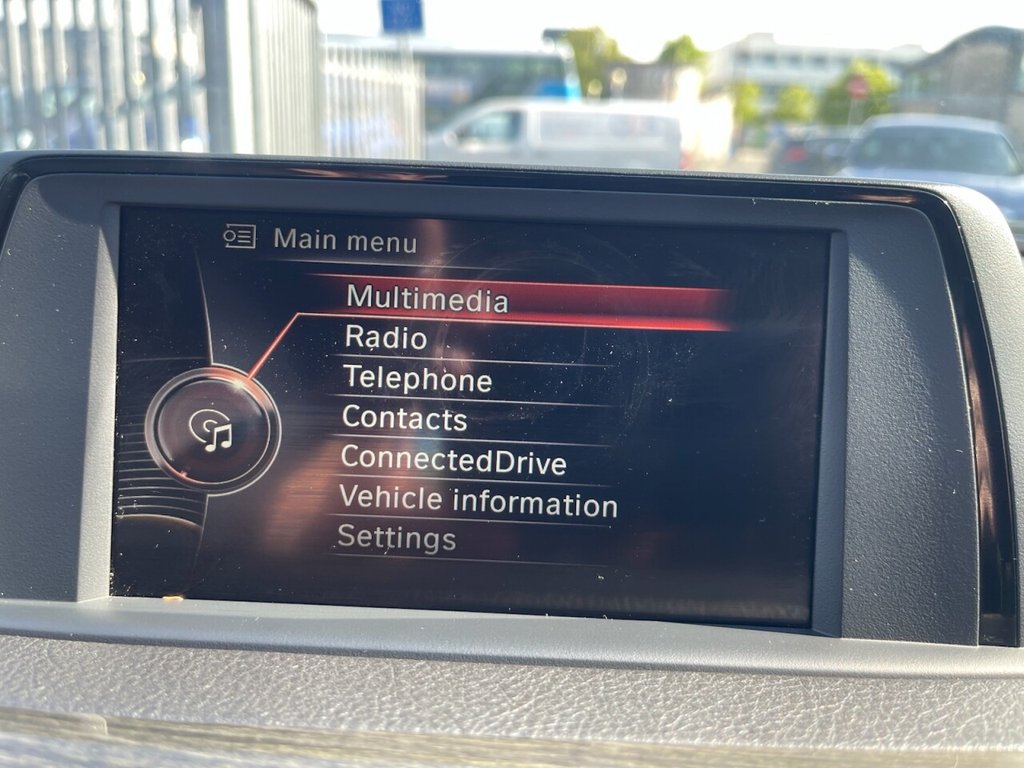 Main menu
Multimedia
Radio
Telephone
Contacts
ConnectedDrive
Vehicle information
Settings